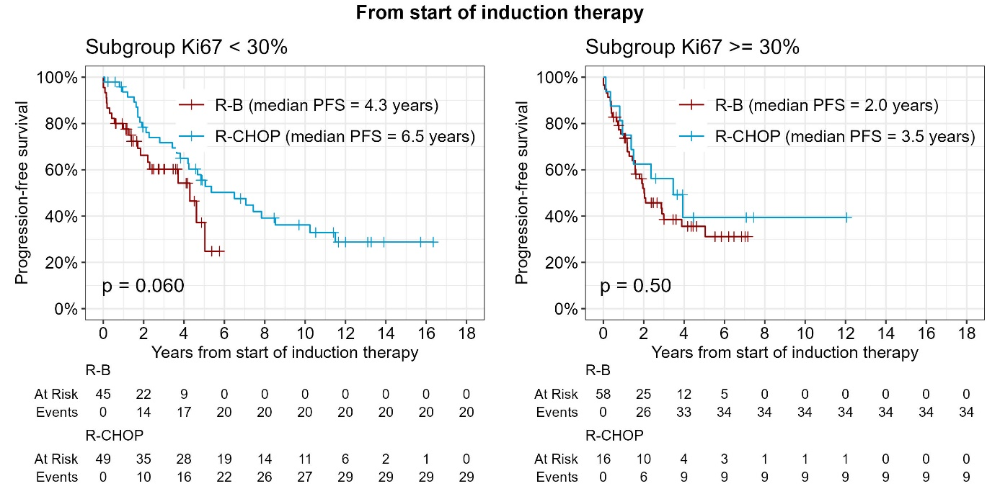 From start of induction therapy
Subgroup Ki67 < 30%
Progression-free survival
100%
80%
60%
40%
20%
0%
R-B (median PFS = 4.3 years)
R-CHOP (median PFS = 6.5 years)
p = 0.060
0 2 4 6 8 10 12 14 16 18
Years from start of induction therapy
R-B
At Risk 45 22 9 0 0 0 0 0 0 0
Events 0 14 17 20 20 20 20 20 20 20
R-CHOP
At Risk 49 35 28 19 14 11 6 2 1 0
Events 0 10 16 22 26 27 29 29 29 29
Subgroup Ki67 >= 30%
Progression-free survival
100%
80%
60%
40%
20%
0%
R-B (median PFS = 2.0 years)
R-CHOP (median PFS = 3.5 years)
p = 0.50
0 2 4 6 8 10 12 14 16 18
Years from start of induction therapy
R-B
At Risk 58 25 12 5 0 0 0 0 0 0
Events 0 26 33 34 34 34 34 34 34 34
R-CHOP
At Risk 16 10 4 3 1 1 1 0 0 0
Events 0 6 9 9 9 9 9 9 9 9